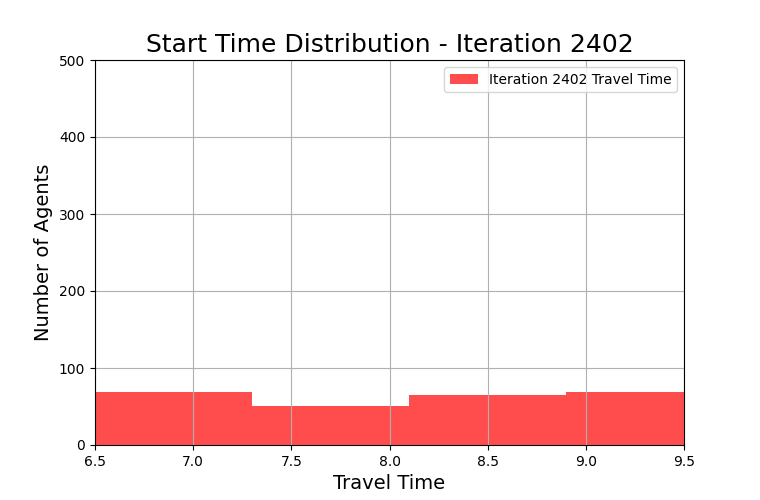 Start Time Distribution - Iteration 2402
Iteration 2402 Travel Time
Number of Agents
500
400
300
200
100
0
6.5 7.0 7.5 8.0 8.5 9.0 9.5
Travel Time